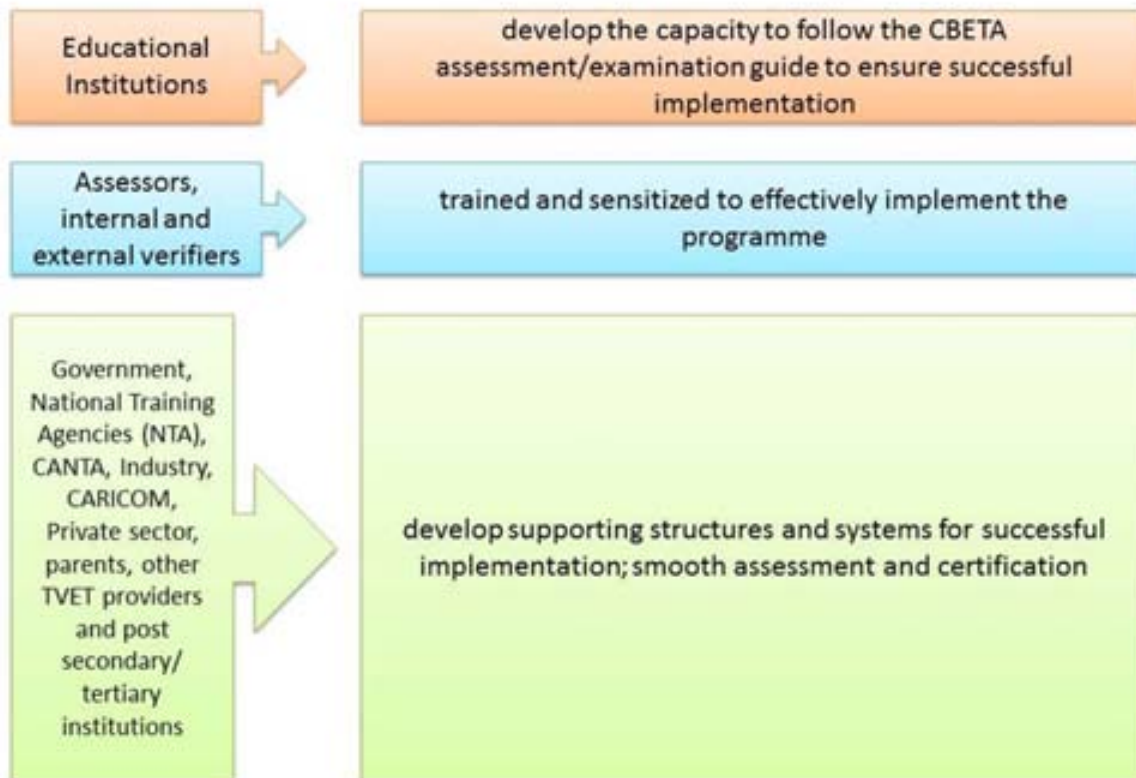 Educational
Institutions
develop the capacity to follow the CBETA
assessment/examination guide to ensure successful
implementation
Assessors,
internal and
external verifiers
trained and sensitized to effectively implement the
programme
Government,
National Training
Agencies (NTA),
CANTA, Industry,
CARICOM,
Private sector,
parents, other
TVET providers
and post
secondary/
tertiary
institutions
develop supporting structures and systems for successful
implementation; smooth assessment and certification